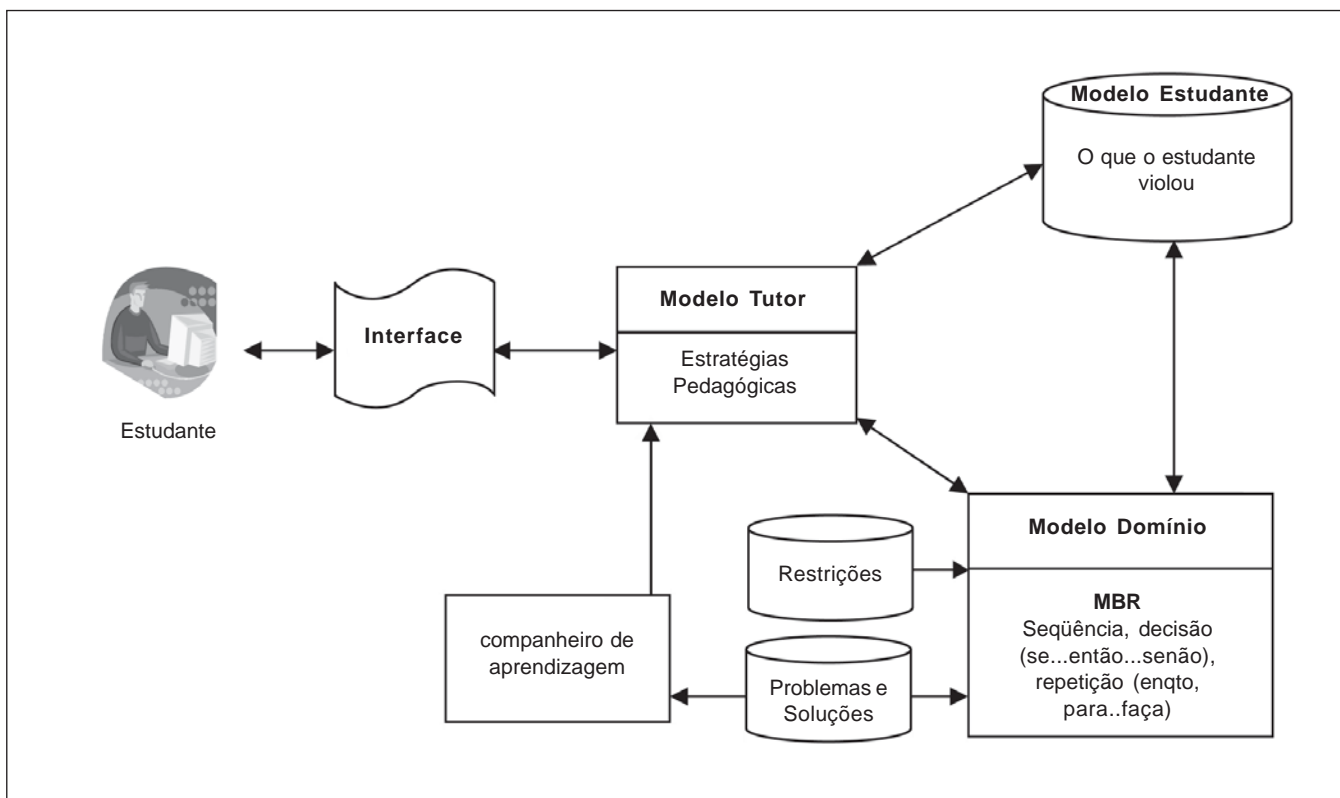 Modelo Estudante
O que o estudante
violou
Modelo Tutor
Estratégias
Pedagógicas
Interface
Estudante
Modelo Domínio
MBR
Seqüência, decisão
(se...então...senão),
repetição (enqto,
para..faça)
Restrições
companheiro de
aprendizagem
Problemas e
Soluções